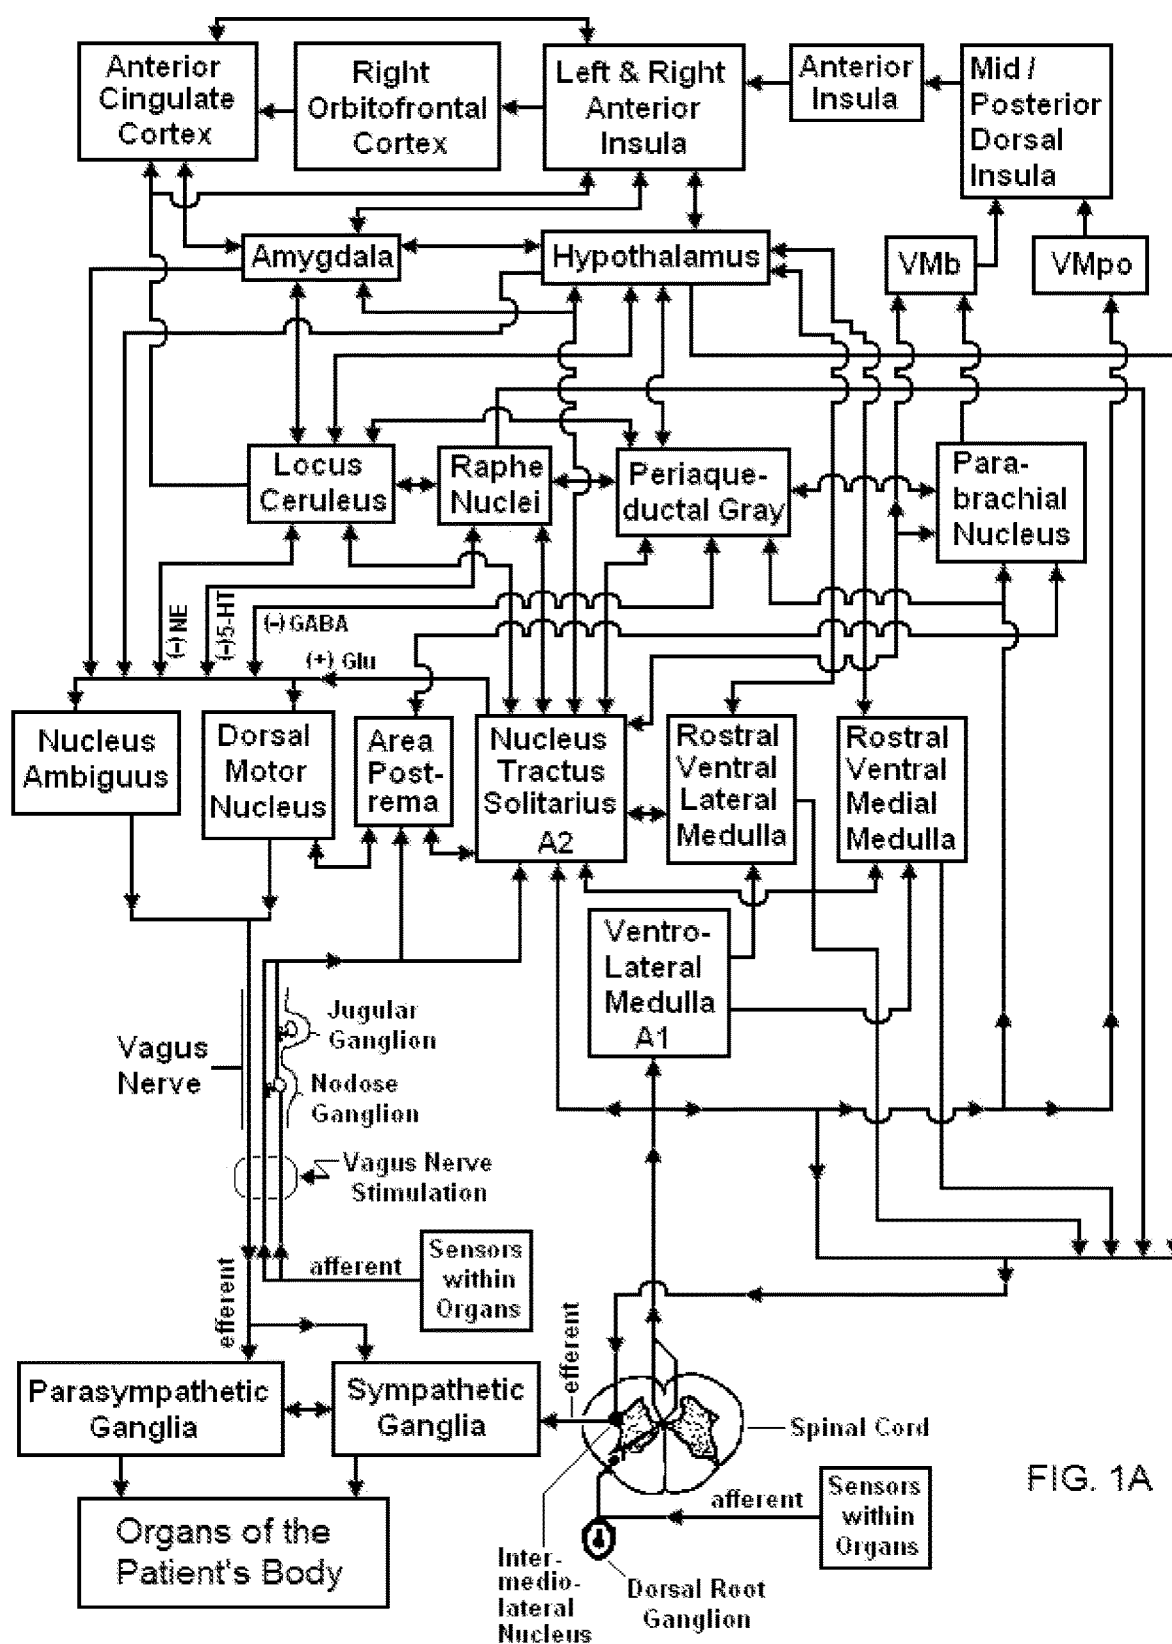 Anterior
Cingulate
Cortex
Right
Orbitofrontal
Cortex
Left & Right
Anterior
Insula
Anterior
Insula
Mid /
Posterior
Dorsal
Insula
Amygdala
Hypothalamus
VMb
VMpo
Locus
Ceruleus
Raphe
Nuclei
Periaque-
ductal Gray
Para-
brachial
Nucleus
(−) NE
(−)5-HT
(−) GABA
(+) Glu
Nucleus
Ambiguus
Dorsal
Motor
Nucleus
Area
Post-
rema
Nucleus
Tractus
Solitarius
A2
Rostral
Ventral
Lateral
Medulla
Rostral
Ventral
Medial
Medulla
Ventro-
Lateral
Medulla
A1
Vagus
Nerve
Jugular
Ganglion
Nodose
Ganglion
Vagus Nerve
Stimulation
efferent
afferent
Sensors
within
Organs
Parasympathetic
Ganglia
Sympathetic
Ganglia
efferent
Spinal Cord
Organs of the
Patient's Body
afferent
Sensors
within
Organs
Inter-
medio-
lateral
Nucleus
Dorsal Root
Ganglion
FIG. 1A